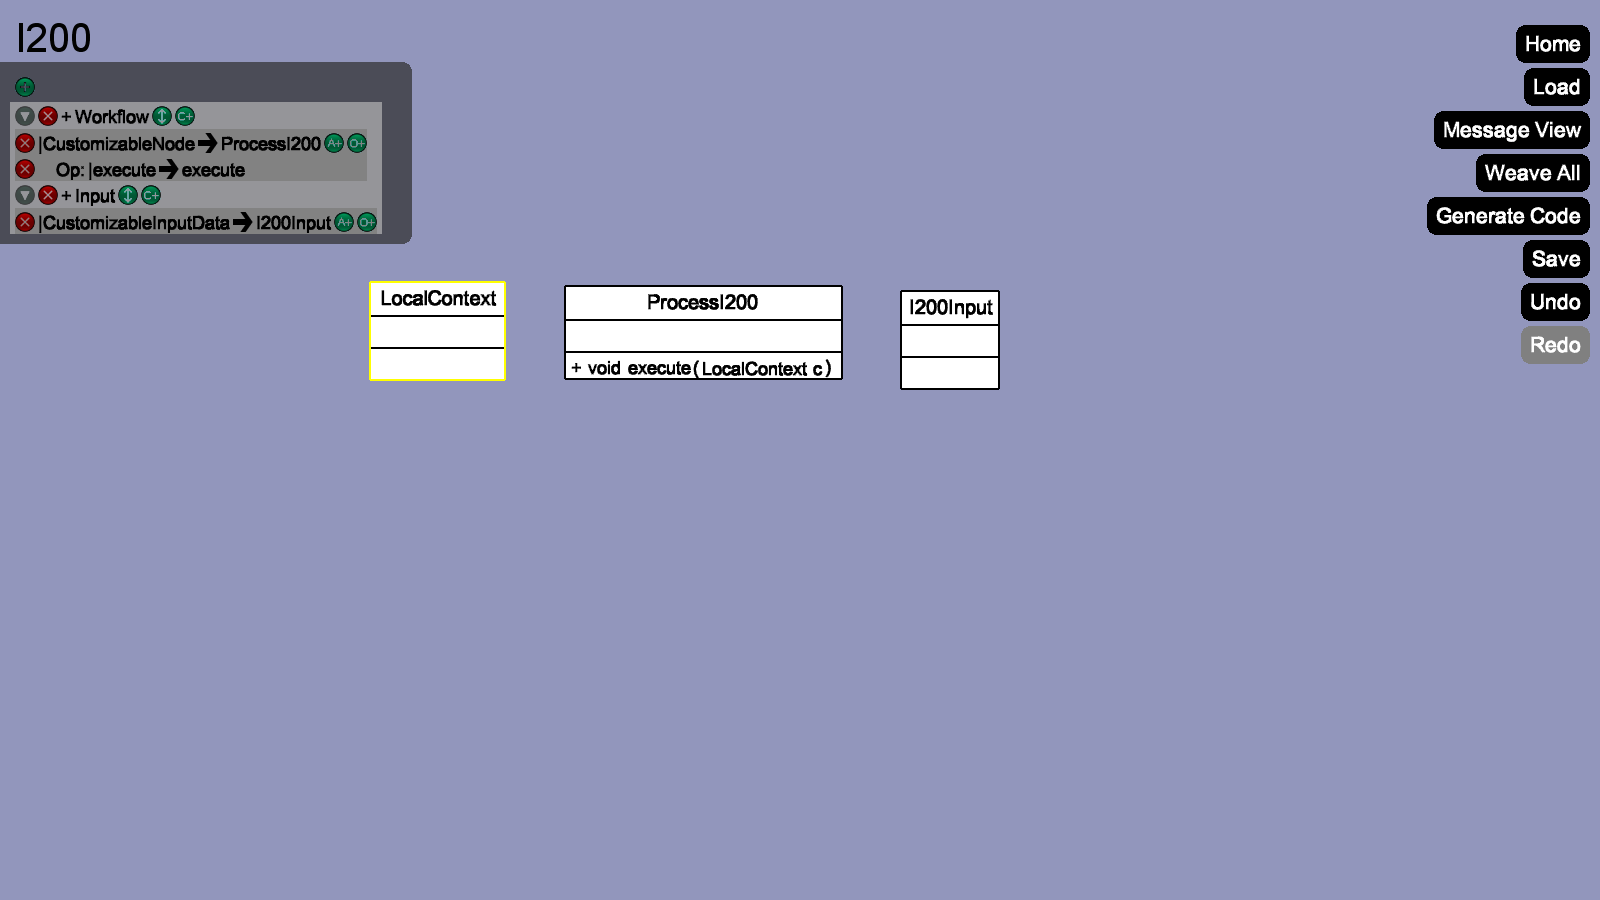 I200
+ Workflow C+
|CustomizableNode ProcessI200 A+ O+
Op: |execute execute
+ Input C+
|CustomizableInputData I200Input A+ O+
LocalContext
ProcessI200
+ void execute(LocalContext c)
I200Input
Home
Load
Message View
Weave All
Generate Code
Save
Undo
Redo